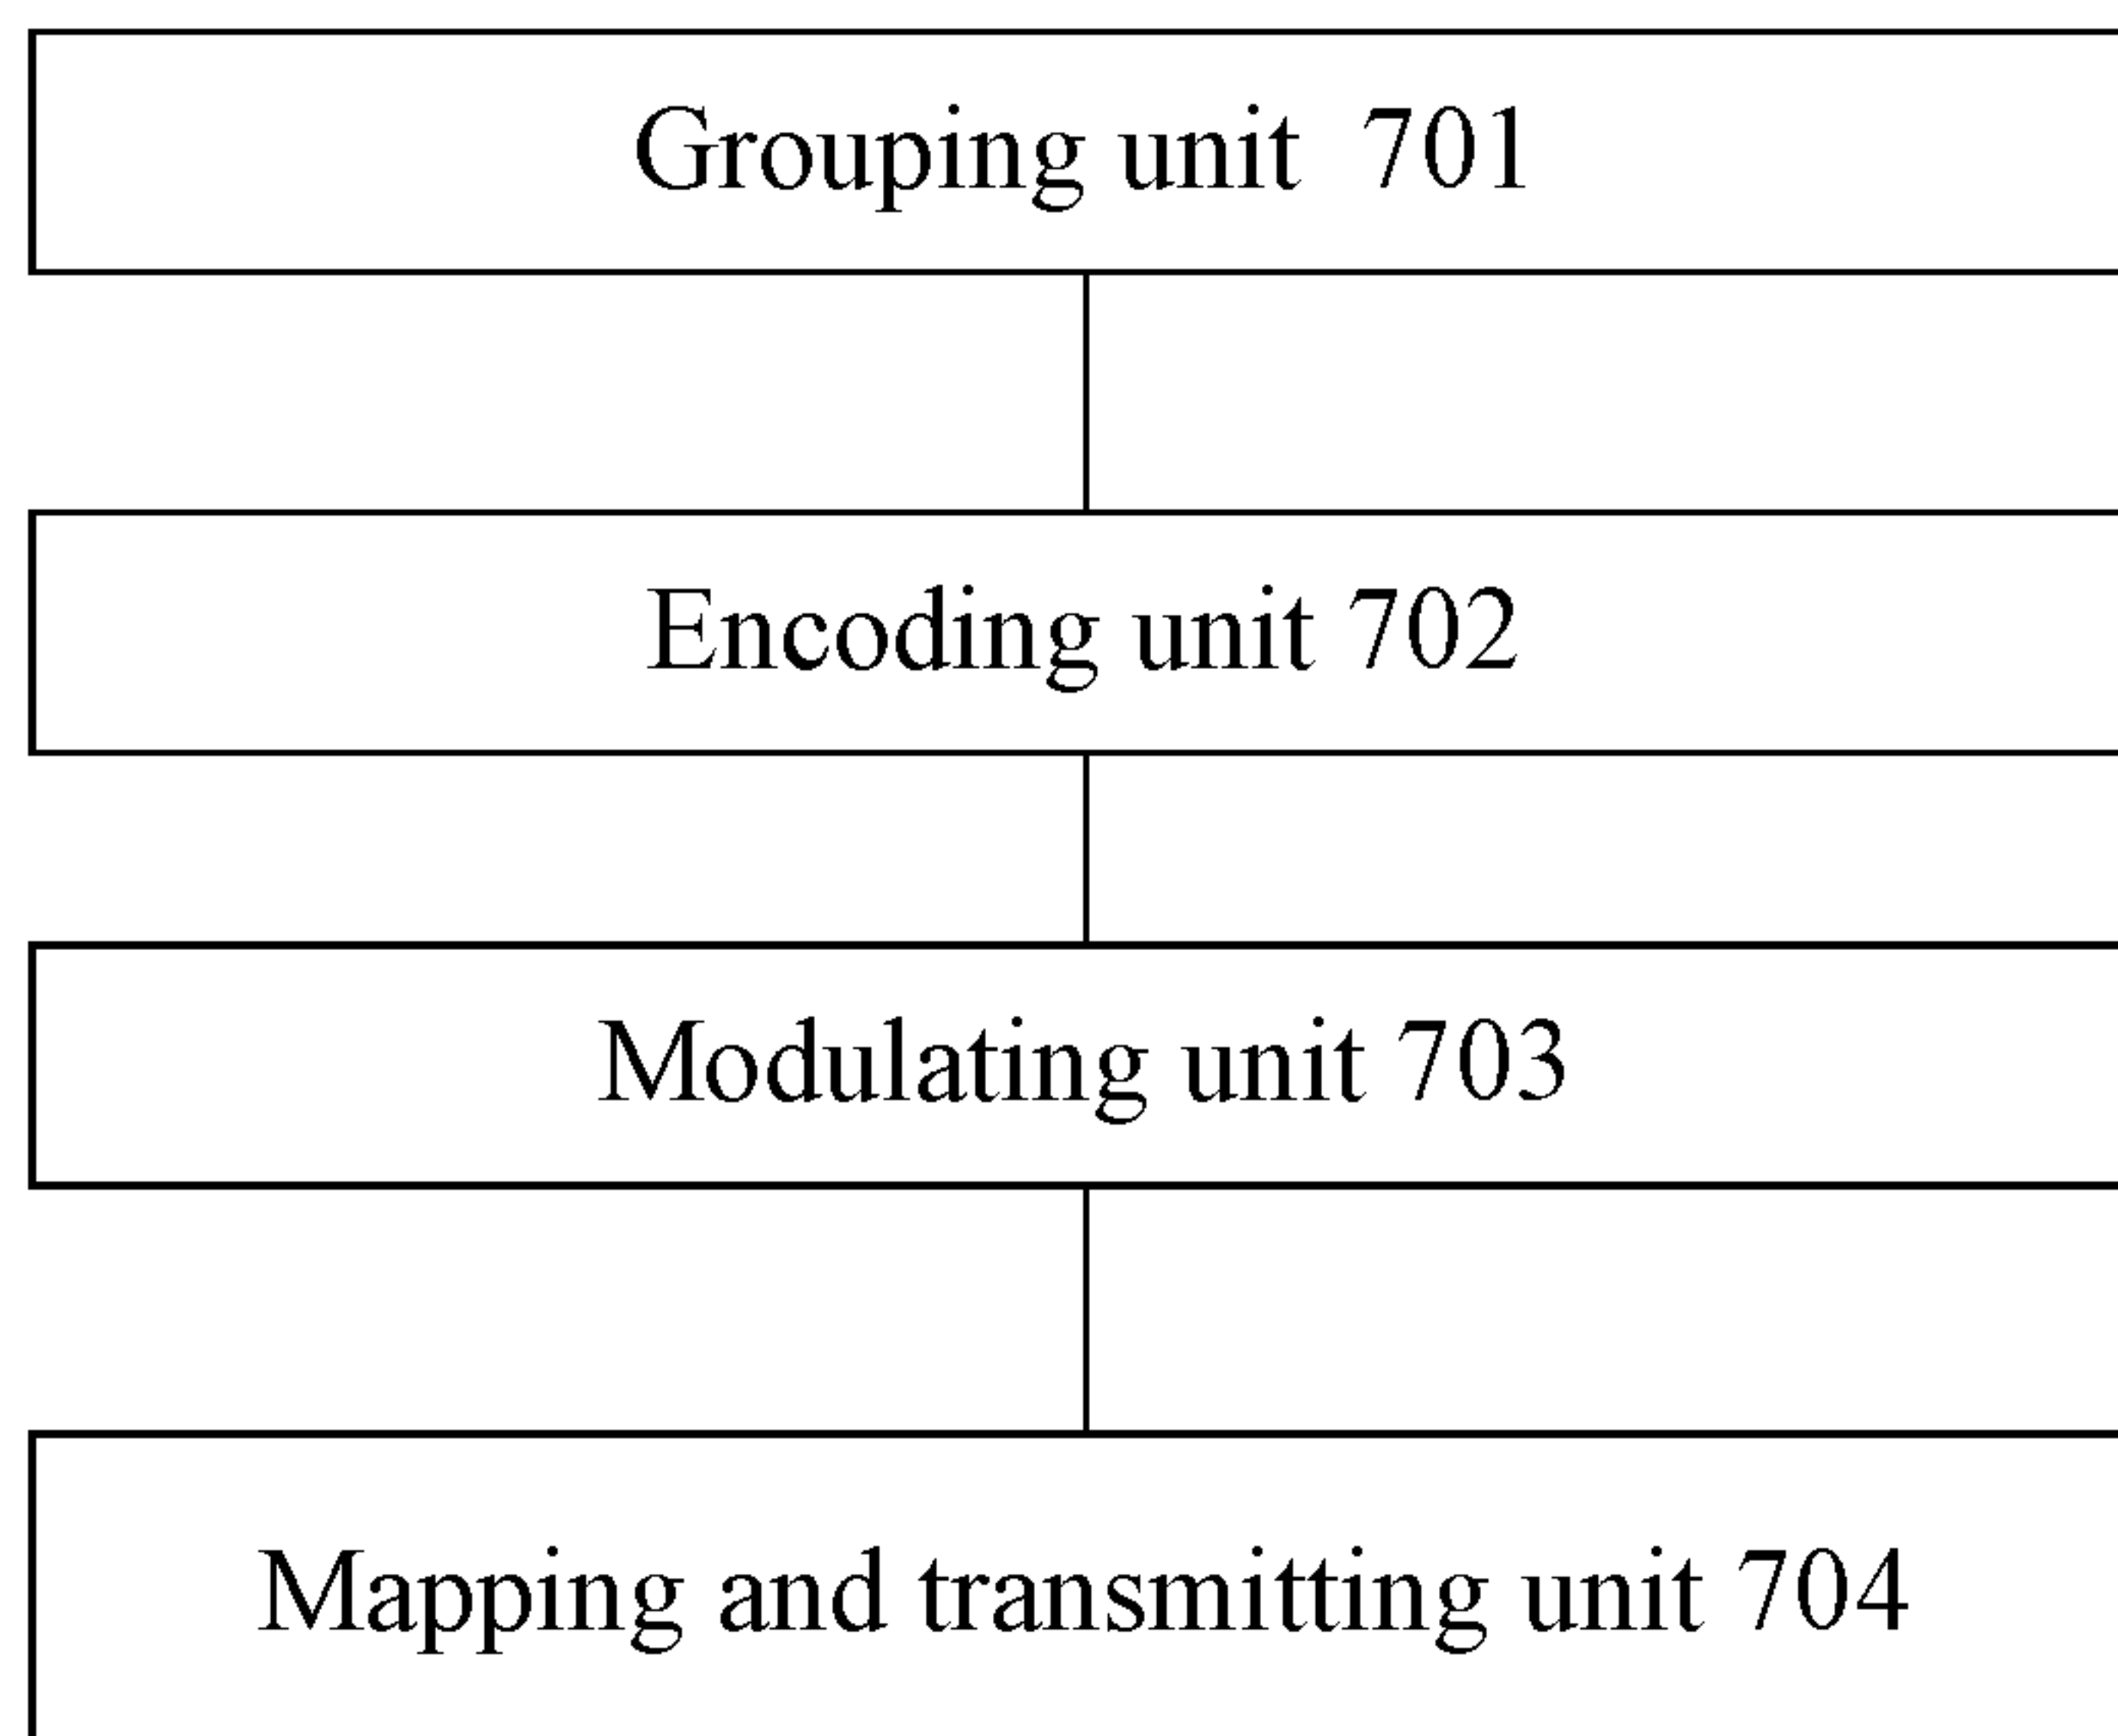 Grouping unit 701
Encoding unit 702
Modulating unit 703
Mapping and transmitting unit 704